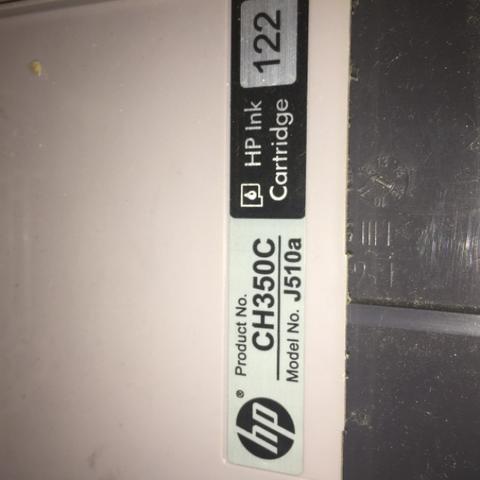 hp®
Product No.
CH350C
Model No. J510a
HP Ink
Cartridge
122